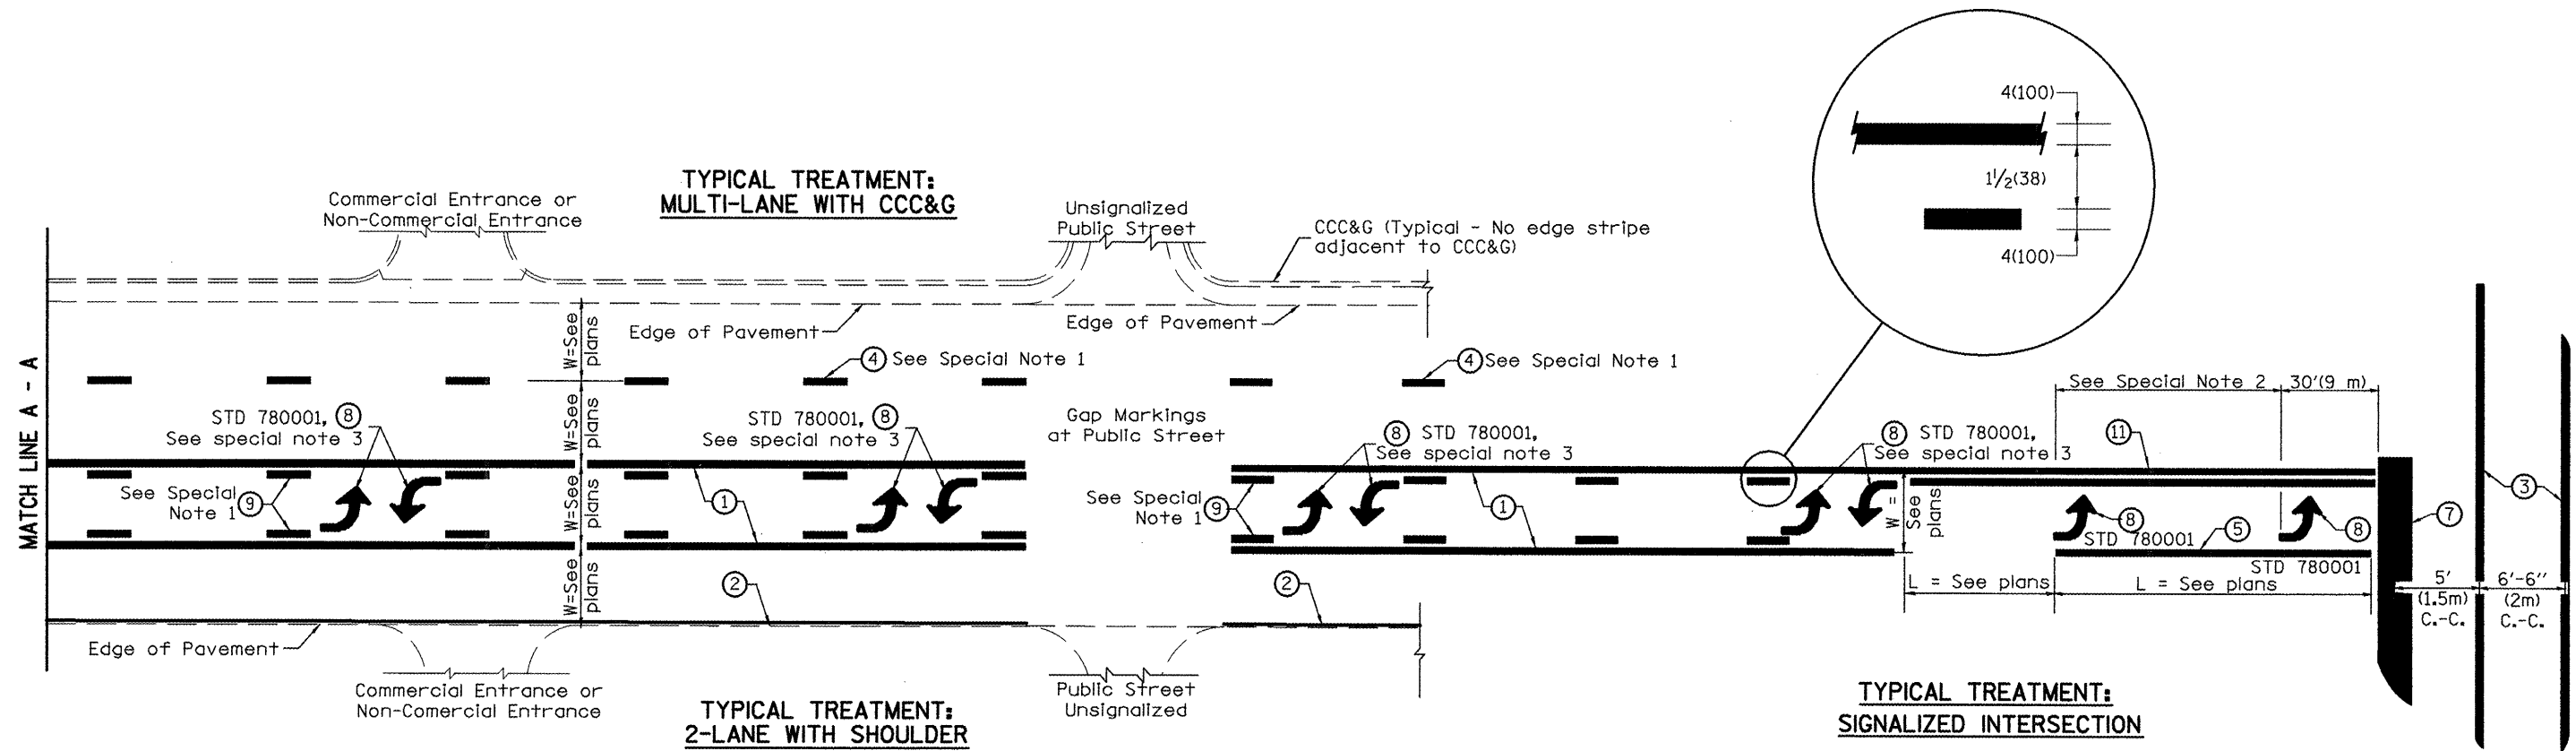 4(100)
1 1/2(38)
4(100)
TYPICAL TREATMENT:
MULTI-LANE WITH CCC&G
Commercial Entrance or
Non-Commercial Entrance
Unsignalized
Public Street
CCC&G (Typical - No edge stripe
adjacent to CCC&G)
Edge of Pavement
Edge of Pavement
W=See
plans
④ See Special Note 1
④ See Special Note 1
MATCH LINE A - A
STD 780001, ⑧
See special note 3
W=See
plans
STD 780001, ⑧
See special note 3
Gap Markings
at Public Street
⑧ STD 780001,
See special note 3
⑧ STD 780001,
See special note 3
See Special Note 2
30'(9 m)
⑪
See Special
Note 1 ⑨
W=See
plans
①
See Special
Note 1 ⑨
①
W =
See
plans
⑧
STD 780001
⑤
⑧
STD 780001
⑦
③
②
W=See
plans
②
L = See plans
L = See plans
5'
(1.5m)
C.-C.
6'-6"
(2m)
C.-C.
Edge of Pavement
Commercial Entrance or
Non-Comercial Entrance
Public Street
Unsignalized
TYPICAL TREATMENT:
2-LANE WITH SHOULDER
TYPICAL TREATMENT:
SIGNALIZED INTERSECTION